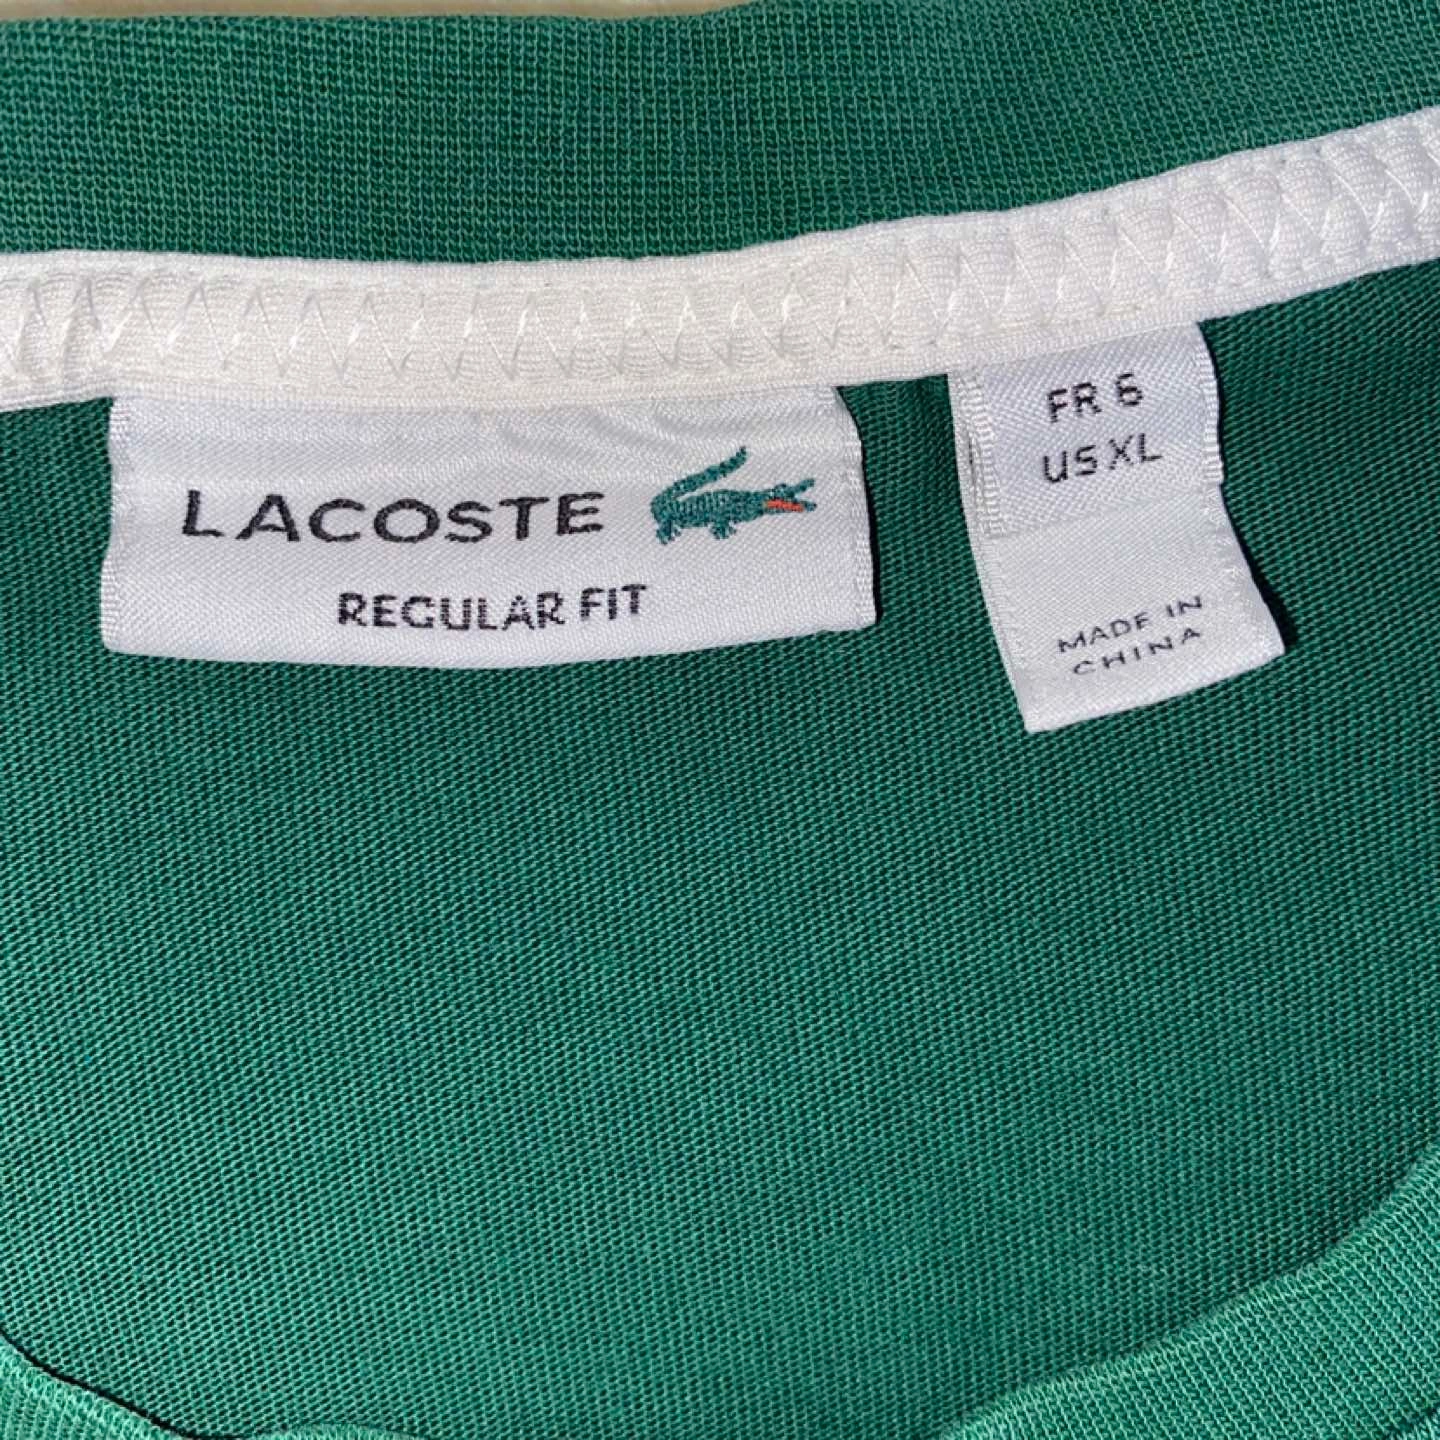 LACOSTE
REGULAR FIT
FR 6
US XL
MADE IN
CHINA